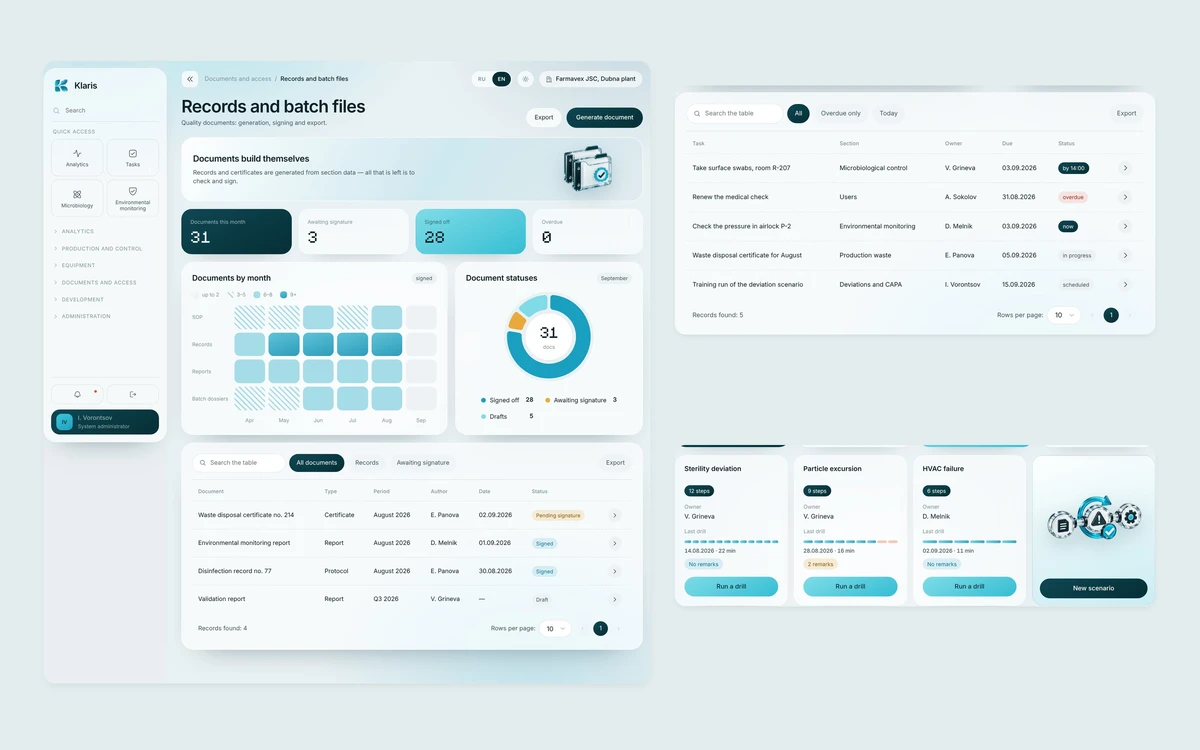 Klaris
Search
QUICK ACCESS
Analytics
Tasks
Microbiology
Environmental monitoring
ANALYTICS
PRODUCTION AND CONTROL
EQUIPMENT
DOCUMENTS AND ACCESS
DEVELOPMENT
ADMINISTRATION
IV
I. Vorontsov
System administrator
Documents and access / Records and batch files
RU EN
Farmavex JSC, Dubna plant
Records and batch files
Quality documents: generation, signing and export.
Export
Generate document
Documents build themselves
Records and certificates are generated from section data — all that is left is to
check and sign.
Documents this month
31
Awaiting signature
3
Signed off
28
Overdue
0
Documents by month
signed
up to 2 3–5 6–8 9+
SOP
Records
Reports
Batch dossiers
Apr May Jun Jul Aug Sep
Document statuses
September
31
docs
Signed off 28
Awaiting signature 3
Drafts 5
Search the table
All documents
Records
Awaiting signature
Export
Document Type Period Author Date Status
Waste disposal certificate no. 214 Certificate August 2026 E. Panova 02.09.2026 Pending signature
Environmental monitoring report Report August 2026 D. Melnik 01.09.2026 Signed
Disinfection record no. 77 Protocol August 2026 E. Panova 30.08.2026 Signed
Validation report Report Q3 2026 V. Grineva — Draft
Records found: 4
Rows per page: 10
1
Search the table
All
Overdue only
Today
Export
Task Section Owner Due Status
Take surface swabs, room R-207 Microbiological control V. Grineva 03.09.2026 by 14:00
Renew the medical check Users A. Sokolov 31.08.2026 overdue
Check the pressure in airlock P-2 Environmental monitoring D. Melnik 03.09.2026 now
Waste disposal certificate for August Production waste E. Panova 05.09.2026 in progress
Training run of the deviation scenario Deviations and CAPA I. Vorontsov 15.09.2026 scheduled
Records found: 5
Rows per page: 10
1
Sterility deviation
12 steps
Owner
V. Grineva
Last drill
14.08.2026 · 22 min
No remarks
Run a drill
Particle excursion
9 steps
Owner
V. Grineva
Last drill
28.08.2026 · 16 min
2 remarks
Run a drill
HVAC failure
6 steps
Owner
D. Melnik
Last drill
02.09.2026 · 11 min
No remarks
Run a drill
New scenario